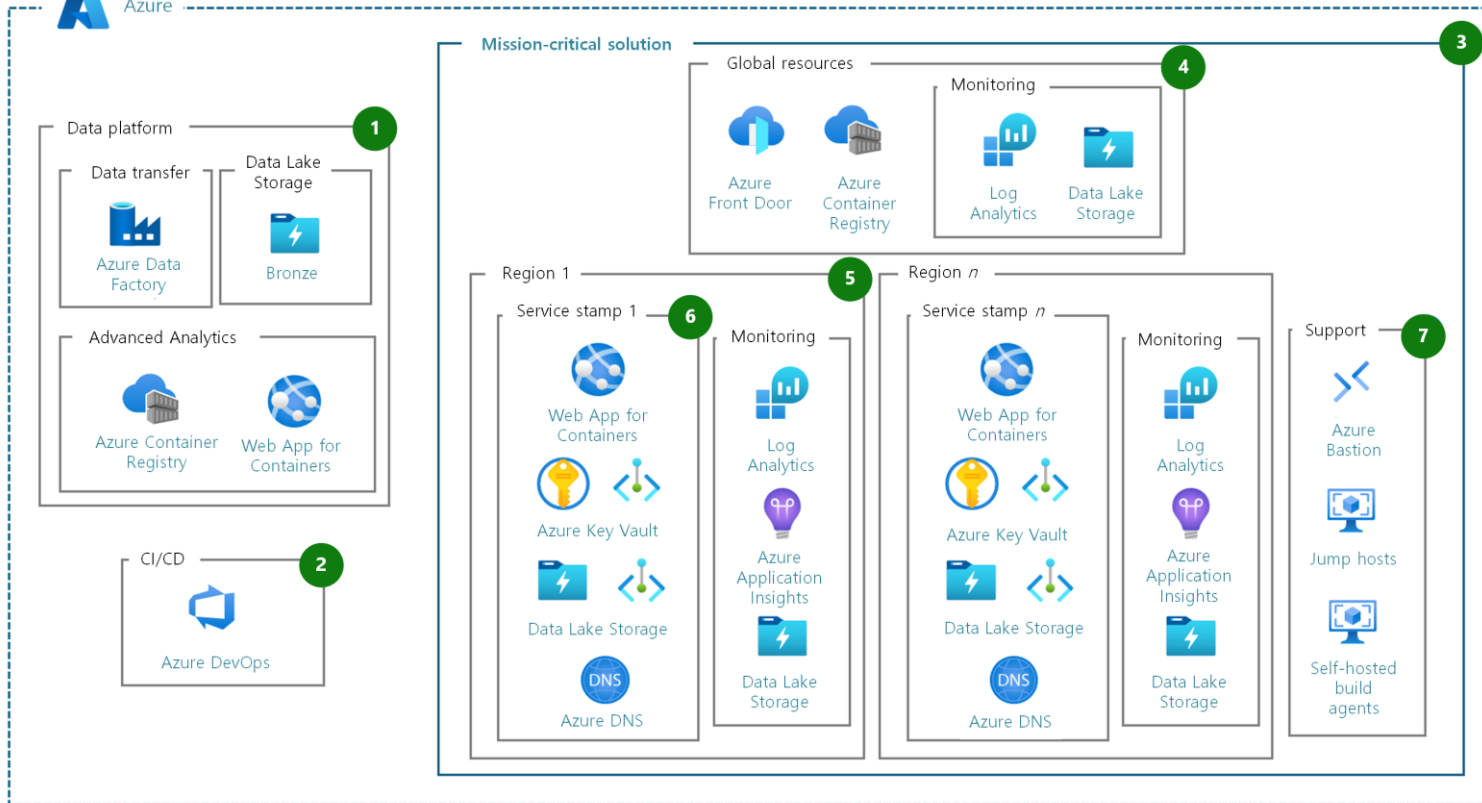 Azure
Mission-critical solution
3
Global resources
4
Monitoring
Azure
Front Door
Azure
Container
Registry
Log
Analytics
Data Lake
Storage
Data platform
1
Data transfer
Azure Data
Factory
Data Lake
Storage
Bronze
Advanced Analytics
Azure Container
Registry
Web App for
Containers
CI/CD
2
Azure DevOps
Region 1
5
Service stamp 1
6
Web App for
Containers
Azure Key Vault
Data Lake Storage
DNS
Azure DNS
Monitoring
Log
Analytics
Azure
Application
Insights
Data Lake
Storage
Region n
Service stamp n
Web App for
Containers
Azure Key Vault
Data Lake Storage
DNS
Azure DNS
Monitoring
Log
Analytics
Azure
Application
Insights
Data Lake
Storage
Support
7
Azure
Bastion
Jump hosts
Self-hosted
build
agents